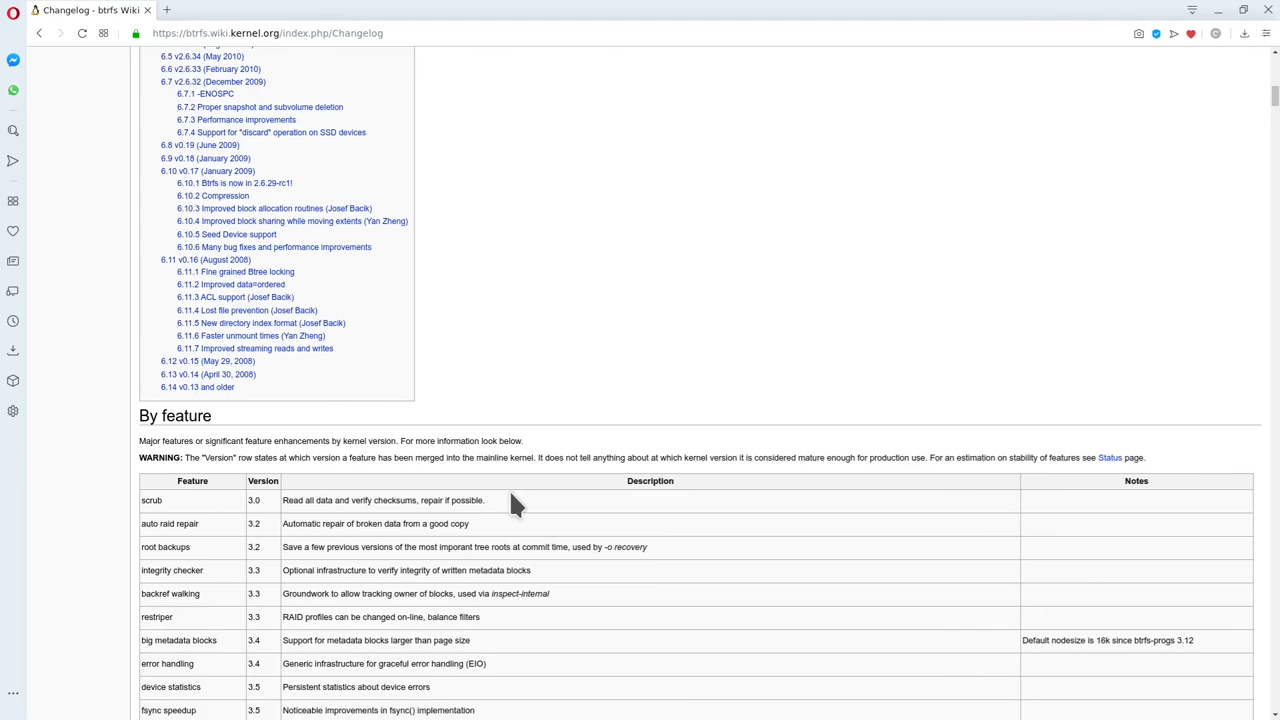 Changelog - btrfs Wiki
https://btrfs.wiki.kernel.org/index.php/Changelog
6.5 v2.6.34 (May 2010)
6.6 v2.6.33 (February 2010)
6.7 v2.6.32 (December 2009)
6.7.1 -ENOSPC
6.7.2 Proper snapshot and subvolume deletion
6.7.3 Performance improvements
6.7.4 Support for "discard" operation on SSD devices
6.8 v0.19 (June 2009)
6.9 v0.18 (January 2009)
6.10 v0.17 (January 2009)
6.10.1 Btrfs is now in 2.6.29-rc1!
6.10.2 Compression
6.10.3 Improved block allocation routines (Josef Bacik)
6.10.4 Improved block sharing while moving extents (Yan Zheng)
6.10.5 Seed Device support
6.10.6 Many bug fixes and performance improvements
6.11 v0.16 (August 2008)
6.11.1 Fine grained Btree locking
6.11.2 Improved data=ordered
6.11.3 ACL support (Josef Bacik)
6.11.4 Lost file prevention (Josef Bacik)
6.11.5 New directory index format (Josef Bacik)
6.11.6 Faster unmount times (Yan Zheng)
6.11.7 Improved streaming reads and writes
6.12 v0.15 (May 29, 2008)
6.13 v0.14 (April 30, 2008)
6.14 v0.13 and older
By feature
Major features or significant feature enhancements by kernel version. For more information look below.
WARNING: The "Version" row states at which version a feature has been merged into the mainline kernel. It does not tell anything about at which kernel version it is considered mature enough for production use. For an estimation on stability of features see Status page.
Feature Version Description Notes
scrub 3.0 Read all data and verify checksums, repair if possible.
auto raid repair 3.2 Automatic repair of broken data from a good copy
root backups 3.2 Save a few previous versions of the most imporant tree roots at commit time, used by -o recovery
integrity checker 3.3 Optional infrastructure to verify integrity of written metadata blocks
backref walking 3.3 Groundwork to allow tracking owner of blocks, used via inspect-internal
restriper 3.3 RAID profiles can be changed on-line, balance filters
big metadata blocks 3.4 Support for metadata blocks larger than page size Default nodesize is 16k since btrfs-progs 3.12
error handling 3.4 Generic infrastructure for graceful error handling (EIO)
device statistics 3.5 Persistent statistics about device errors
fsync speedup 3.5 Noticeable improvements in fsync() implementation